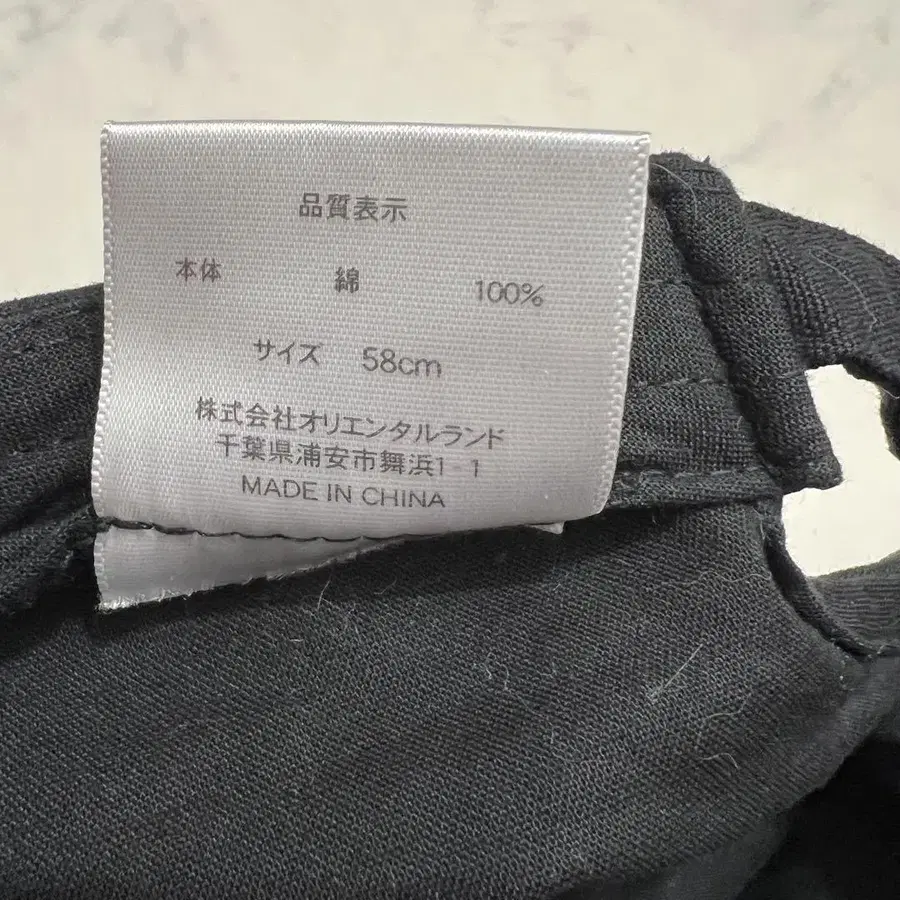 品質表示
本体 綿 100%
サイズ 58cm
株式会社オリエンタルランド
千葉県浦安市舞浜1-1
MADE IN CHINA